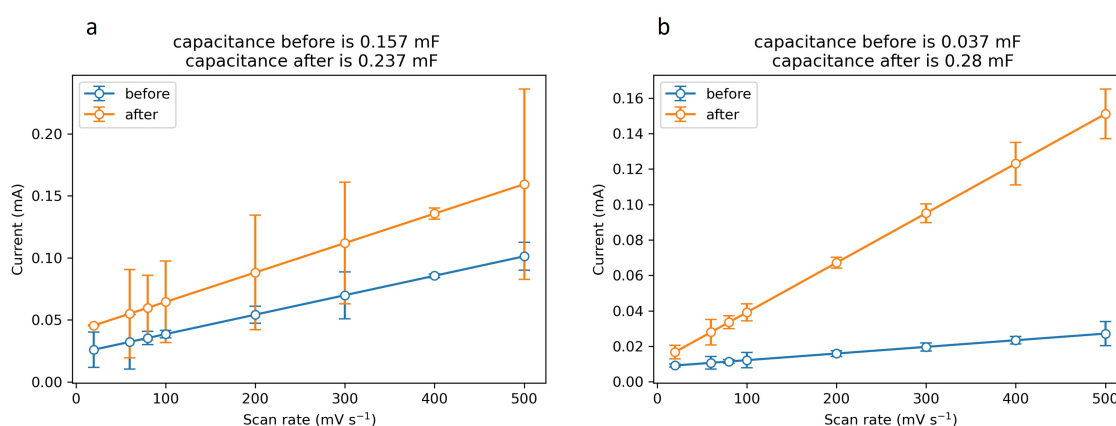 a
capacitance before is 0.157 mF
capacitance after is 0.237 mF
before
after
0.20
0.15
0.10
0.05
0.00
Current (mA)
0 100 200 300 400 500
Scan rate (mV s⁻¹)
b
capacitance before is 0.037 mF
capacitance after is 0.28 mF
before
after
0.16
0.14
0.12
0.10
0.08
0.06
0.04
0.02
0.00
Current (mA)
0 100 200 300 400 500
Scan rate (mV s⁻¹)